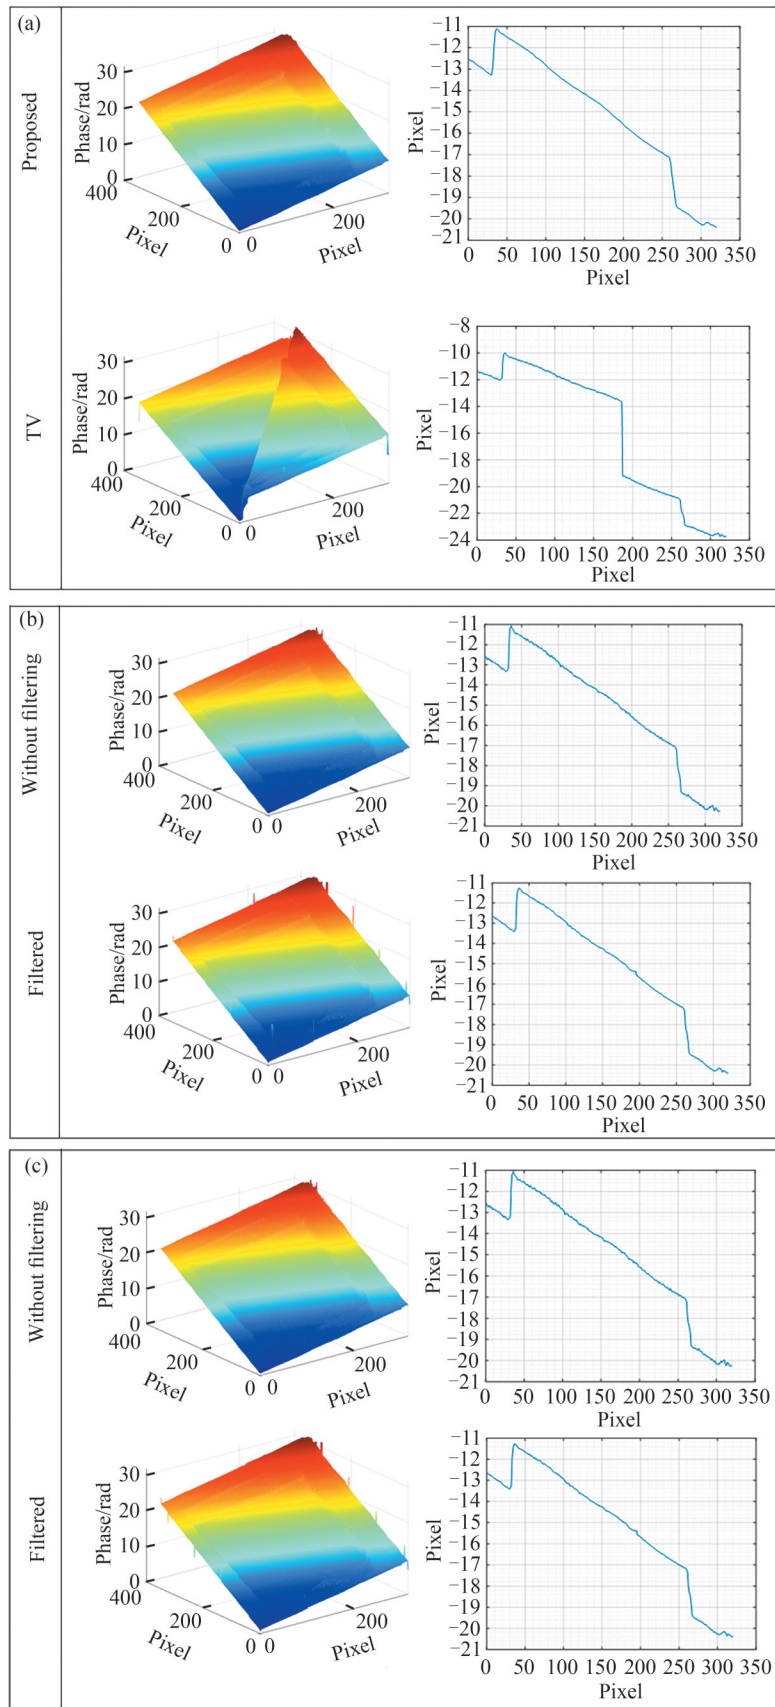 (a)
Proposed
Phase/rad
30
20
10
0
400
200
0
0
200
Pixel
Pixel
−11
−12
−13
−14
−15
−16
−17
−18
−19
−20
−21
0 50 100 150 200 250 300 350
Pixel
Pixel
TV
Phase/rad
30
20
10
0
400
200
0
0
200
Pixel
Pixel
−8
−10
−12
−14
−16
−18
−20
−22
−24
0 50 100 150 200 250 300 350
Pixel
Pixel
(b)
Without filtering
Phase/rad
30
20
10
0
400
200
0
0
200
Pixel
Pixel
−11
−12
−13
−14
−15
−16
−17
−18
−19
−20
−21
0 50 100 150 200 250 300 350
Pixel
Pixel
Filtered
Phase/rad
30
20
10
0
400
200
0
0
200
Pixel
Pixel
−11
−12
−13
−14
−15
−16
−17
−18
−19
−20
−21
0 50 100 150 200 250 300 350
Pixel
Pixel
(c)
Without filtering
Phase/rad
30
20
10
0
400
200
0
0
200
Pixel
Pixel
−11
−12
−13
−14
−15
−16
−17
−18
−19
−20
−21
0 50 100 150 200 250 300 350
Pixel
Pixel
Filtered
Phase/rad
30
20
10
0
400
200
0
0
200
Pixel
Pixel
−11
−12
−13
−14
−15
−16
−17
−18
−19
−20
−21
0 50 100 150 200 250 300 350
Pixel
Pixel